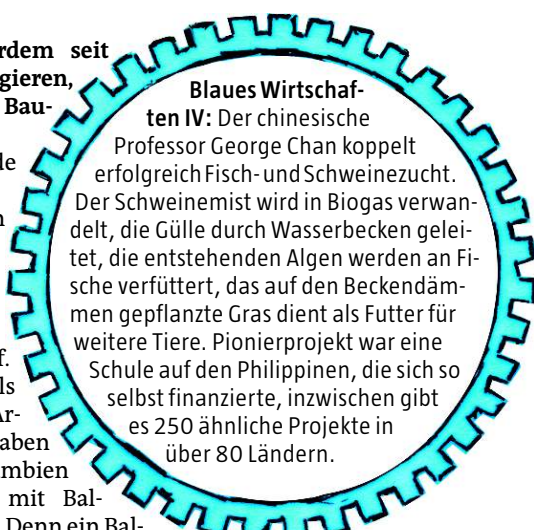 rdem seit
gieren,
Bau-
de
f.
ls
Ar-
aben
mbien
mit Bal-
Denn ein Bal-
Blaues Wirtschaf-
ten IV: Der chinesische
Professor George Chan koppelt
erfolgreich Fisch- und Schweinezucht.
Der Schweinemist wird in Biogas verwan-
delt, die Gülle durch Wasserbecken gelei-
tet, die entstehenden Algen werden an Fi-
sche verfüttert, das auf den Beckendäm-
men gepflanzte Gras dient als Futter für
weitere Tiere. Pionierprojekt war eine
Schule auf den Philippinen, die sich so
selbst finanzierte, inzwischen gibt
es 250 ähnliche Projekte in
über 80 Ländern.